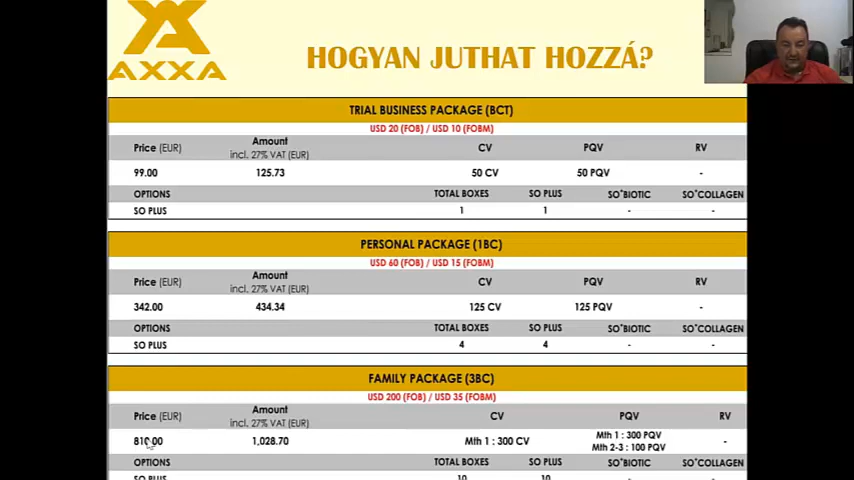 AXXA
HOGYAN JUTHAT HOZZÁ?
TRIAL BUSINESS PACKAGE (BCT)
USD 20 (FOB) / USD 10 (FOBM)
Price (EUR) Amount incl. 27% VAT (EUR) CV PQV RV
99.00 125.73 50 CV 50 PQV -
OPTIONS TOTAL BOXES SO PLUS SO+BIOTIC SO+COLLAGEN
SO PLUS 1 1 - -
PERSONAL PACKAGE (1BC)
USD 60 (FOB) / USD 15 (FOBM)
Price (EUR) Amount incl. 27% VAT (EUR) CV PQV RV
342.00 434.34 125 CV 125 PQV -
OPTIONS TOTAL BOXES SO PLUS SO+BIOTIC SO+COLLAGEN
SO PLUS 4 4 - -
FAMILY PACKAGE (3BC)
USD 200 (FOB) / USD 35 (FOBM)
Price (EUR) Amount incl. 27% VAT (EUR) CV PQV RV
810.00 1,028.70 Mth 1 : 300 CV Mth 1 : 300 PQV Mth 2-3 : 100 PQV -
OPTIONS TOTAL BOXES SO PLUS SO+BIOTIC SO+COLLAGEN
SO PLUS 10 10